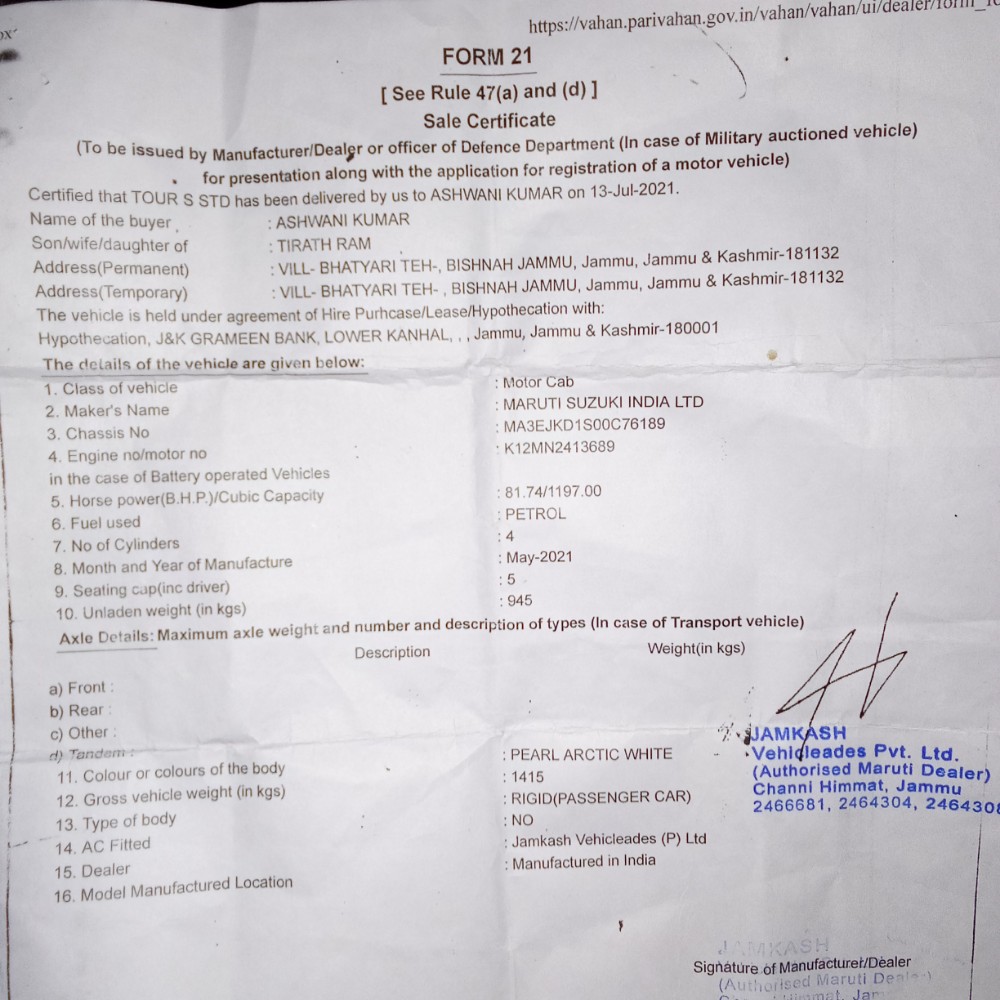 https://vahan.parivahan.gov.in/vahan/vahan/ui/dealer/form_
FORM 21
[ See Rule 47(a) and (d) ]
Sale Certificate
(To be issued by Manufacturer/Dealer or officer of Defence Department (In case of Military auctioned vehicle)
for presentation along with the application for registration of a motor vehicle)
Certified that TOUR S STD has been delivered by us to ASHWANI KUMAR on 13-Jul-2021.
Name of the buyer : ASHWANI KUMAR
Son/wife/daughter of : TIRATH RAM
Address(Permanent) : VILL- BHATYARI TEH-, BISHNAH JAMMU, Jammu, Jammu & Kashmir-181132
Address(Temporary) : VILL- BHATYARI TEH- , BISHNAH JAMMU, Jammu, Jammu & Kashmir-181132
The vehicle is held under agreement of Hire Purhcase/Lease/Hypothecation with:
Hypothecation, J&K GRAMEEN BANK, LOWER KANHAL, , , Jammu, Jammu & Kashmir-180001
The details of the vehicle are given below:
1. Class of vehicle : Motor Cab
2. Maker's Name : MARUTI SUZUKI INDIA LTD
3. Chassis No : MA3EJKD1S00C76189
4. Engine no/motor no : K12MN2413689
in the case of Battery operated Vehicles
5. Horse power(B.H.P.)/Cubic Capacity : 81.74/1197.00
6. Fuel used : PETROL
7. No of Cylinders : 4
8. Month and Year of Manufacture : May-2021
9. Seating cap(inc driver) : 5
10. Unladen weight (in kgs) : 945
Axle Details: Maximum axle weight and number and description of types (In case of Transport vehicle)
Description Weight(in kgs)
a) Front :
b) Rear :
c) Other :
d) Tandem :
11. Colour or colours of the body : PEARL ARCTIC WHITE
12. Gross vehicle weight (in kgs) : 1415
13. Type of body : RIGID(PASSENGER CAR)
14. AC Fitted : NO
15. Dealer : Jamkash Vehicleades (P) Ltd
16. Model Manufactured Location : Manufactured in India
JAMKASH
Vehicleades Pvt. Ltd.
(Authorised Maruti Dealer)
Channi Himmat, Jammu
2466681, 2464304, 2464308
JAMKASH
Signature of Manufacturer/Dealer
(Authorised Maruti Dealer)
Himmat, Jam